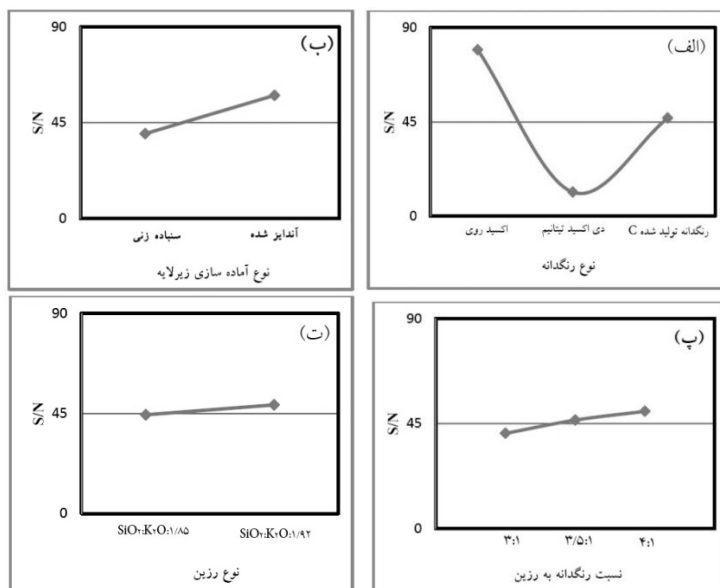 (الف)
90
45
0
S/N
اکسید روی
دی اکسید تیتانیم
رنگدانه تولید شده C
نوع رنگدانه
(ب)
90
45
0
S/N
سنباده زنی
آندایز شده
نوع آماده سازی زیرلایه
(پ)
90
45
0
S/N
۳:۱
۳/۵:۱
۴:۱
نسبت رنگدانه به رزین
(ت)
90
45
0
S/N
SiO۲:K۲O:۱/۸۵
SiO۲:K۲O:۱/۹۲
نوع رزین